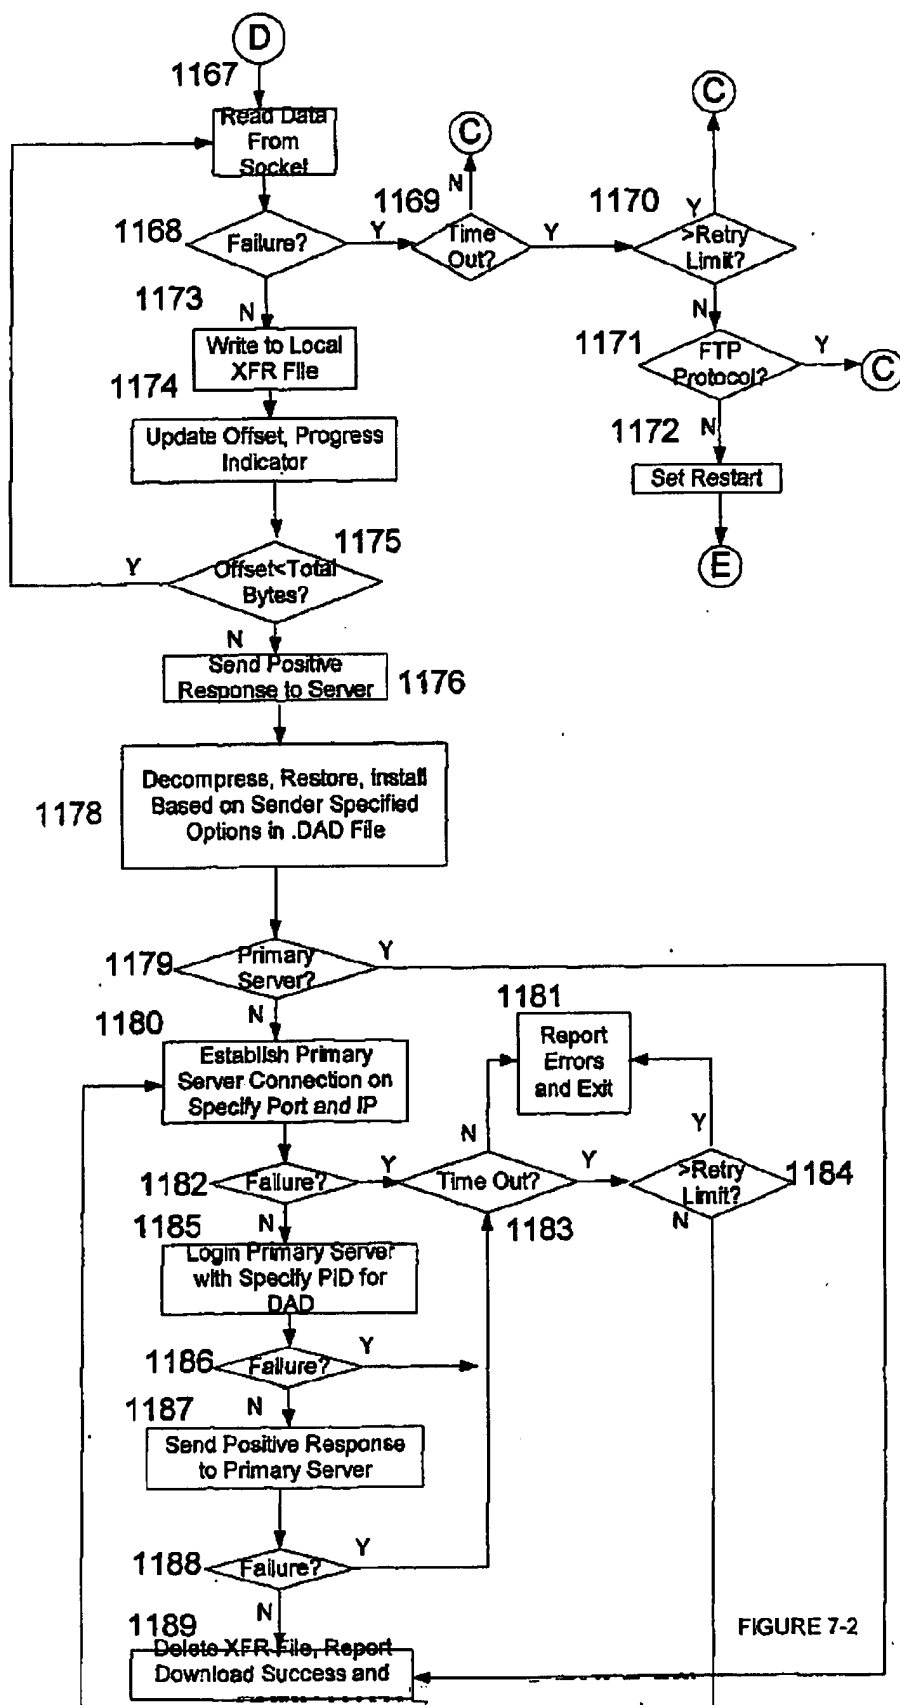 D
1167
Read Data
From
Socket
C
C
1168
Failure?
Y
1169
Time
Out?
N
Y
1170
Y
>Retry
Limit?
N
1173
N
Write to Local
XFR File
1171
FTP
Protocol?
Y
C
1174
Update Offset, Progress
Indicator
1172
N
Set Restart
E
1175
Y
Offset<Total
Bytes?
N
Send Positive
Response to Server
1176
1178
Decompress, Restore, Install
Based on Sender Specified
Options in .DAD File
1179
Primary
Server?
Y
N
1180
Establish Primary
Server Connection on
Specify Port and IP
1181
Report
Errors
and Exit
N
Y
1182
Failure?
Y
Time Out?
Y
1183
>Retry
Limit?
1184
N
N
1185
Login Primary Server
with Specify PID for
DAD
1186
Failure?
Y
N
1187
Send Positive Response
to Primary Server
1188
Failure?
Y
N
1189
Delete XFR File, Report
Download Success and
FIGURE 7-2